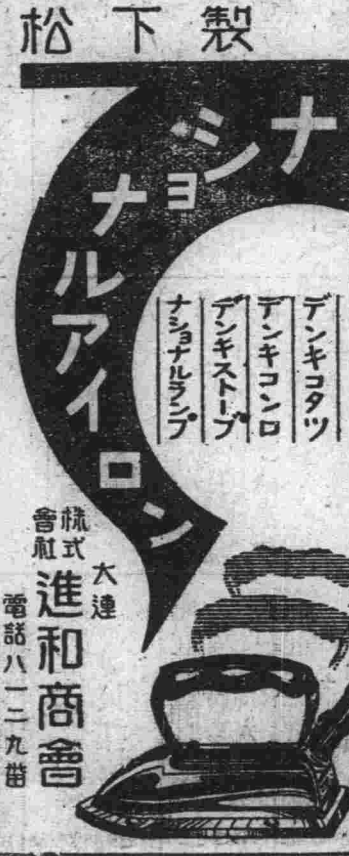 松下製
ナショナルアイロン
デンキコタツ
デンキコンロ
デンキストーブ
ナショナルランプ
大連
株式
會社
進和商會
電話八一二九番